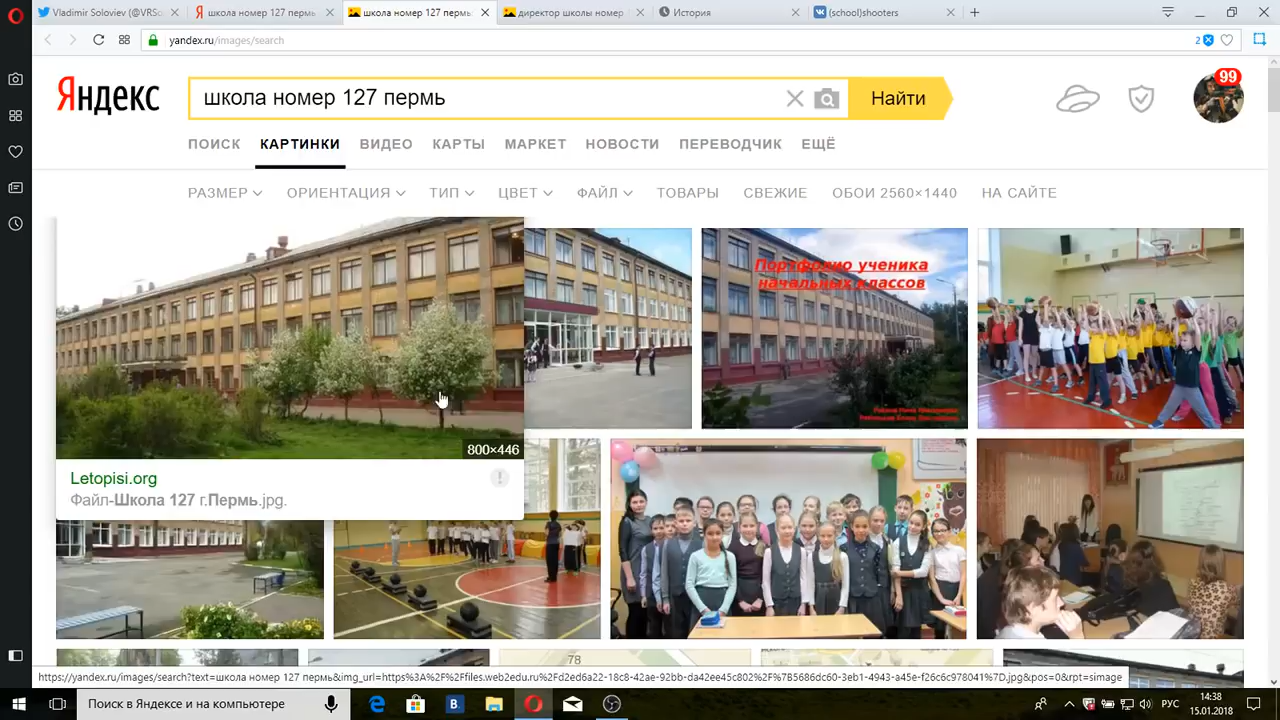 Vladimir Soloviev (@VRSo
школа номер 127 пермь
школа номер 127 пермь:
директор школы номер
История
(school)shooters
yandex.ru/images/search
2
Яндекс
школа номер 127 пермь
Найти
99
ПОИСК
КАРТИНКИ
ВИДЕО
КАРТЫ
МАРКЕТ
НОВОСТИ
ПЕРЕВОДЧИК
ЕЩЁ
РАЗМЕР
ОРИЕНТАЦИЯ
ТИП
ЦВЕТ
ФАЙЛ
ТОВАРЫ
СВЕЖИЕ
ОБОИ 2560×1440
НА САЙТЕ
Портфолио ученика
начальных классов
800×446
Letopisi.org
Файл-Школа 127 г.Пермь.jpg.
78
https://yandex.ru/images/search?text=школа номер 127 пермь&img_url=https%3A%2F%2Ffiles.web2edu.ru%2Fd2ed6a22-18c8-42ae-92bb-da42ee45c802%2F%7B5e86dc60-3eb1-4943-a45e-f26c6c978041%7D.jpg&pos=0&rpt=simage
Поиск в Яндексе и на компьютере
РУС
14:38
15.01.2018